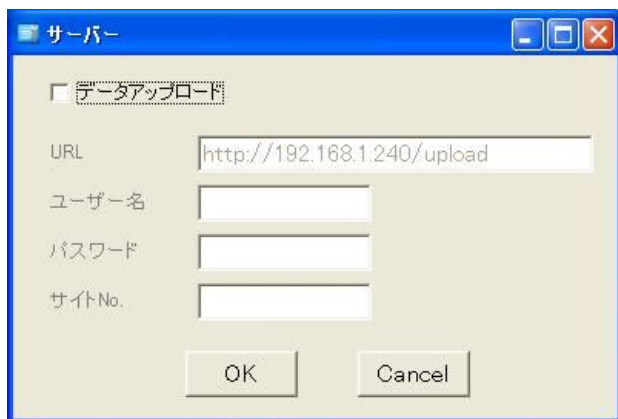 サーバー
データアップロード
URL http://192.168.1.240/upload
ユーザー名
パスワード
サイトNo.
OK Cancel